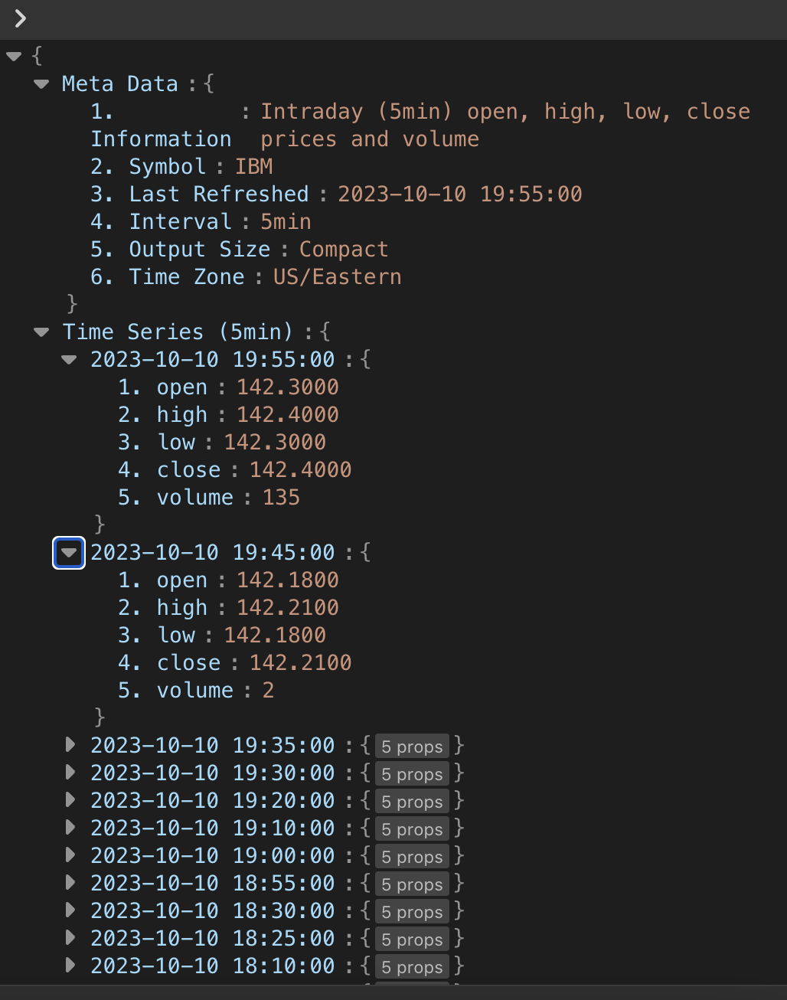 {
Meta Data : {
1. : Intraday (5min) open, high, low, close
Information prices and volume
2. Symbol : IBM
3. Last Refreshed : 2023-10-10 19:55:00
4. Interval : 5min
5. Output Size : Compact
6. Time Zone : US/Eastern
}
Time Series (5min) : {
2023-10-10 19:55:00 : {
1. open : 142.3000
2. high : 142.4000
3. low : 142.3000
4. close : 142.4000
5. volume : 135
}
2023-10-10 19:45:00 : {
1. open : 142.1800
2. high : 142.2100
3. low : 142.1800
4. close : 142.2100
5. volume : 2
}
2023-10-10 19:35:00 : { 5 props }
2023-10-10 19:30:00 : { 5 props }
2023-10-10 19:20:00 : { 5 props }
2023-10-10 19:10:00 : { 5 props }
2023-10-10 19:00:00 : { 5 props }
2023-10-10 18:55:00 : { 5 props }
2023-10-10 18:30:00 : { 5 props }
2023-10-10 18:25:00 : { 5 props }
2023-10-10 18:10:00 : { 5 props }